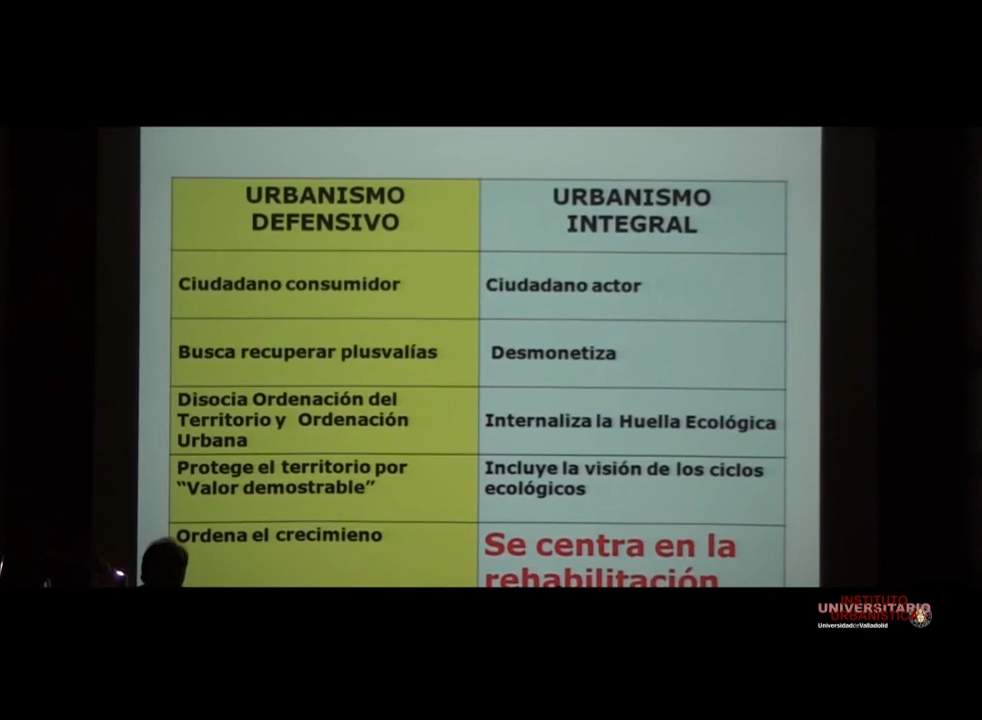 URBANISMO
DEFENSIVO
URBANISMO
INTEGRAL
Ciudadano consumidor
Ciudadano actor
Busca recuperar plusvalías
Desmonetiza
Disocia Ordenación del
Territorio y Ordenación
Urbana
Internaliza la Huella Ecológica
Protege el territorio por
“Valor demostrable”
Incluye la visión de los ciclos
ecológicos
Ordena el crecimieno
Se centra en la
rehabilitación
INSTITUTO
UNIVERSITARIO
URBANÍSTICA
UniversidaddeValladolid